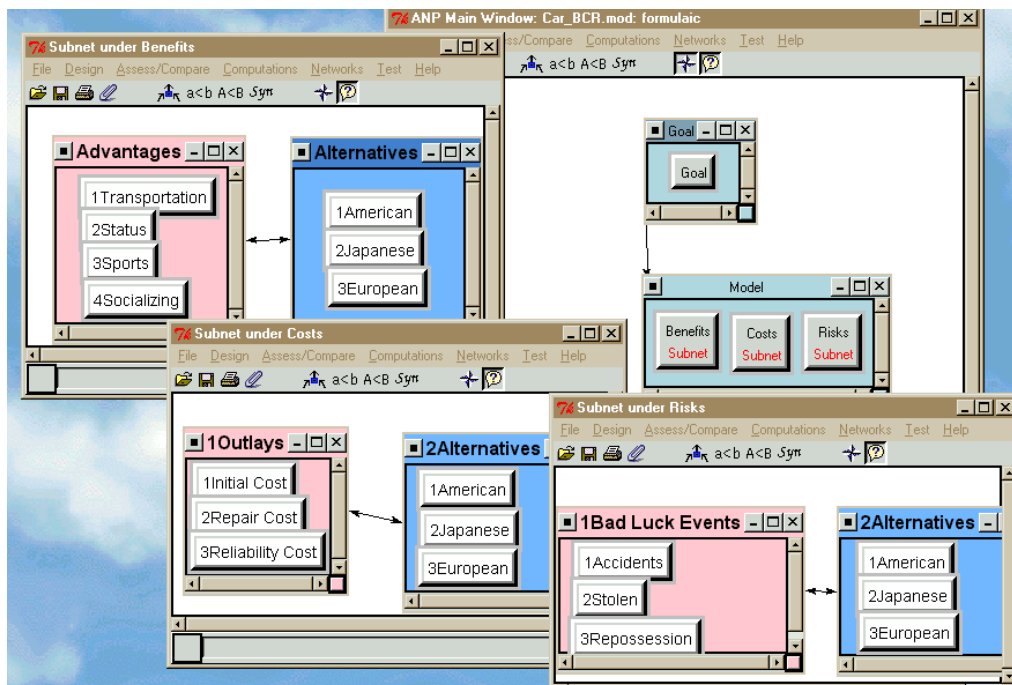 ANP Main Window: Car_BCR.mod: formulaic
ss/Compare Computations Networks Test Help
a<b A<B Syn
Goal
Goal
Model
Benefits Costs Risks
Subnet Subnet Subnet
Subnet under Benefits
File Design Assess/Compare Computations Networks Test Help
a<b A<B Syn
Advantages
1Transportation
2Status
3Sports
4Socializing
Alternatives
1American
2Japanese
3European
Subnet under Costs
File Design Assess/Compare Computations Networks Test Help
a<b A<B Syn
1Outlays
1Initial Cost
2Repair Cost
3Reliability Cost
2Alternatives
1American
2Japanese
3European
Subnet under Risks
File Design Assess/Compare Computations Networks Test Help
a<b A<B Syn
1Bad Luck Events
1Accidents
2Stolen
3Repossession
2Alternatives
1American
2Japanese
3European